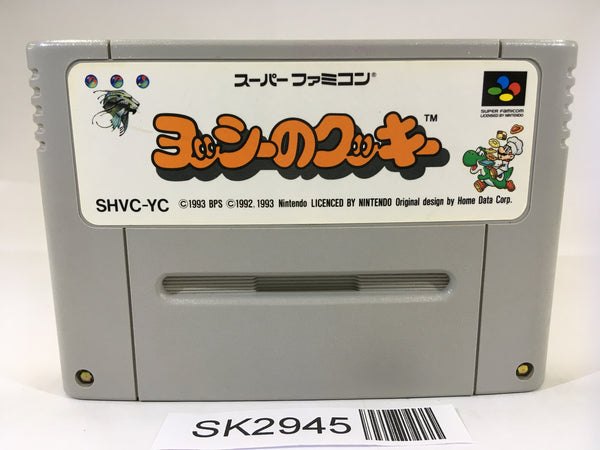 スーパーファミコン®
SUPER FAMICOM
LICENSED BY NINTENDO
ヨッシーのクッキー™
SHVC-YC ©1993 BPS ©1992, 1993 Nintendo LICENCED BY NINTENDO Original design by Home Data Corp.
SK2945